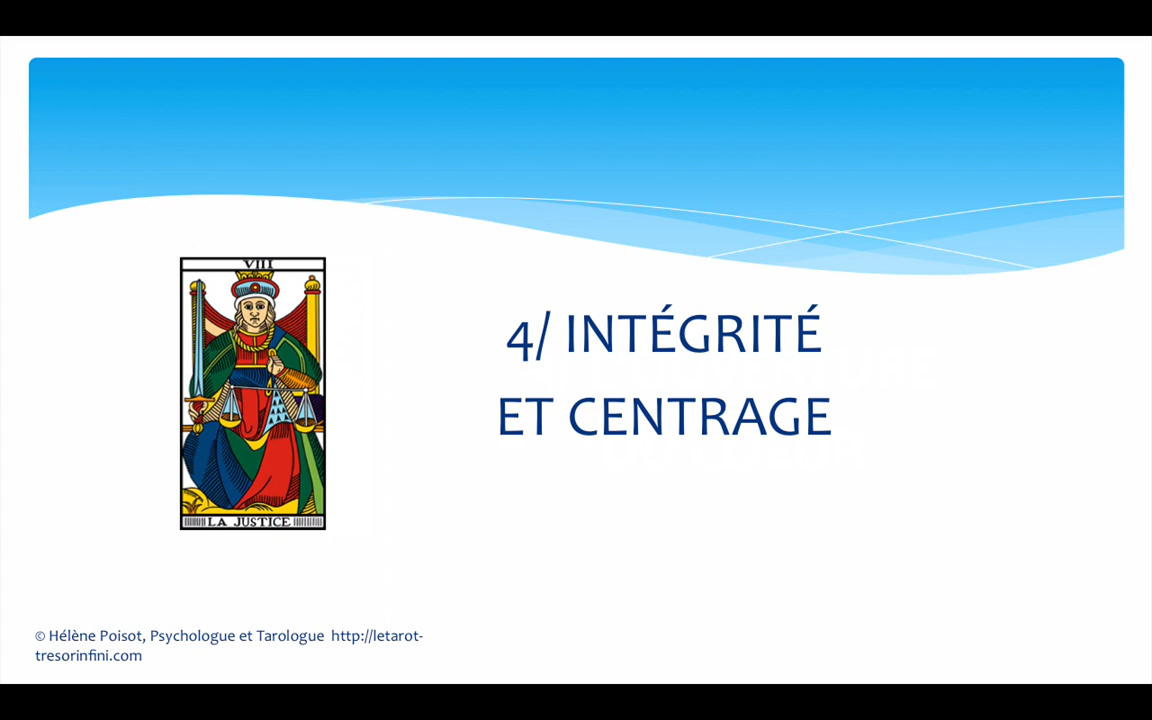 VIII
LA JUSTICE
4/ INTÉGRITÉ
ET CENTRAGE
© Hélène Poisot, Psychologue et Tarologue http://letarot-
tresorinfini.com